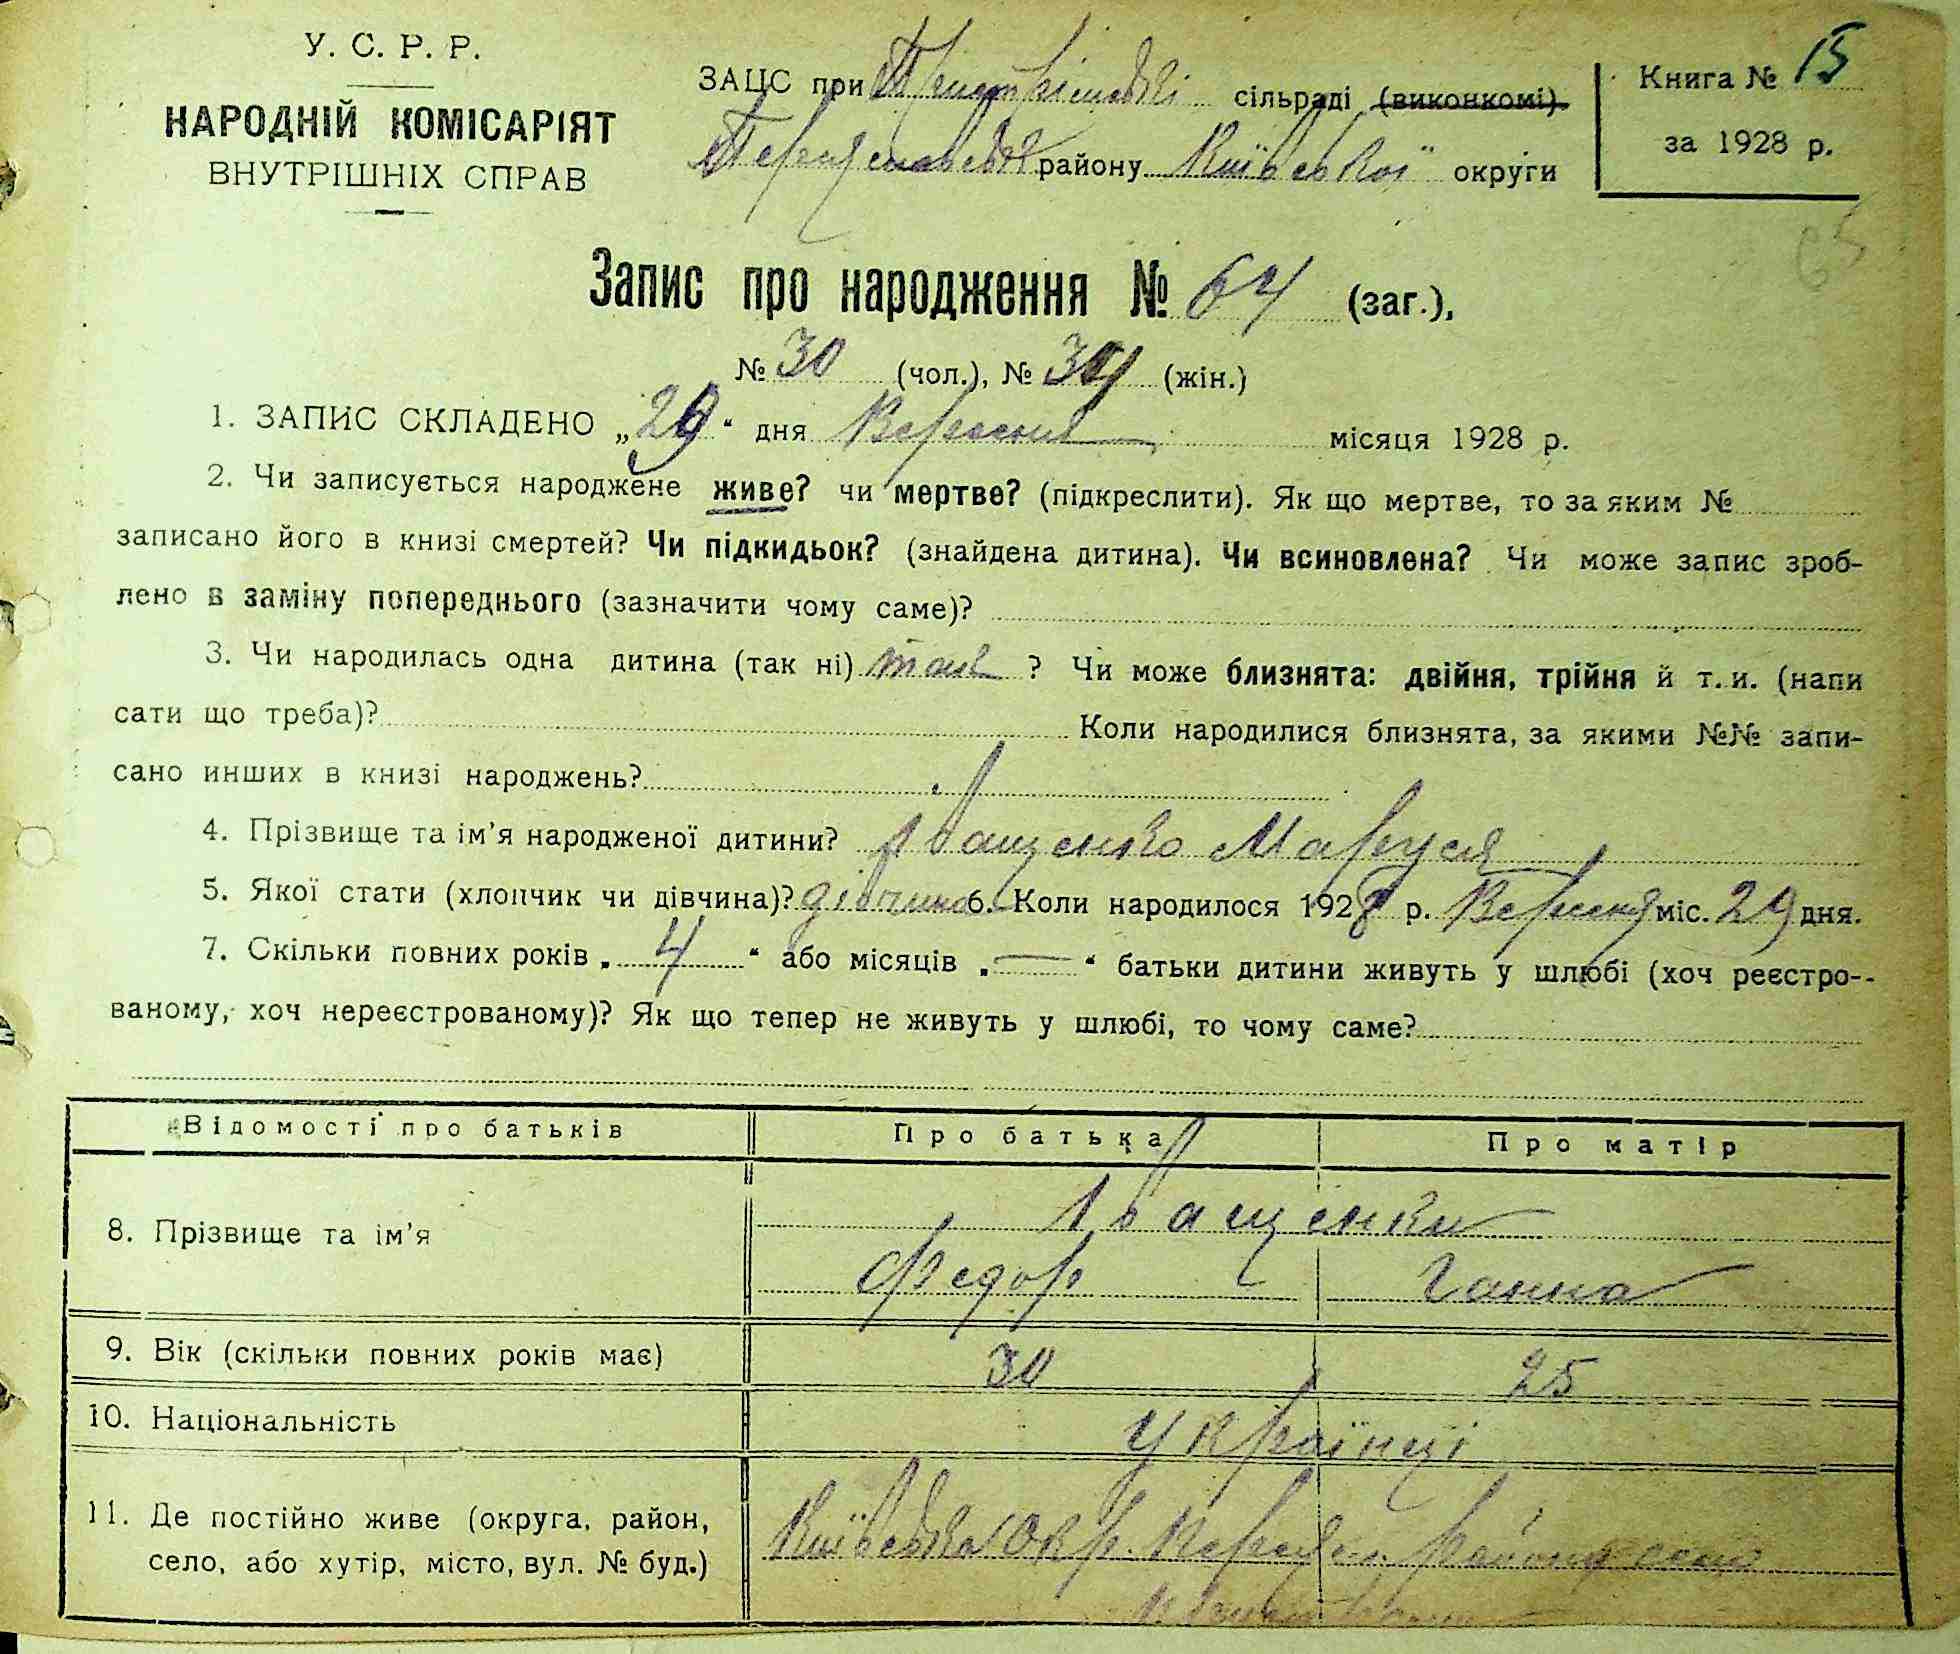 У. С. Р. Р.
НАРОДНІЙ КОМІСАРІЯТ
ВНУТРІШНІХ СПРАВ
ЗАЦС при сільраді (виконкомі)
Переяславськ району Київської округи
Книга № 15
за 1928 р.
65
Запис про народження № 64 (заг.),
№ 30 (чол.), № 34 (жін.)
1. ЗАПИС СКЛАДЕНО „29“ дня Вересня місяця 1928 р.
2. Чи записується народжене живе? чи мертве? (підкреслити). Як що мертве, то за яким №
записано його в книзі смертей? Чи підкидьок? (знайдена дитина). Чи всиновлена? Чи може запис зроб-
лено в заміну попереднього (зазначити чому саме)?
3. Чи народилась одна дитина (так ні) так ? Чи може близнята: двійня, трійня й т. и. (напи
сати що треба)? Коли народилися близнята, за якими №№ запи-
сано инших в книзі народжень?
4. Прізвище та ім'я народженої дитини? Іващенко Маруся
5. Якої стати (хлопчик чи дівчина)? дівчина 6. Коли народилося 1928 р. Вересня міс. 29 дня.
7. Скільки повних років „ 4 “ або місяців „ — “ батьки дитини живуть у шлюбі (хоч реєстро-
ваному, хоч нереєстрованому)? Як що тепер не живуть у шлюбі, то чому саме?
Відомості про батьків Про батька Про матір
8. Прізвище та ім'я Іващенки
Федор Ганна
9. Вік (скільки повних років має) 30 25
10. Національність Українці
11. Де постійно живе (округа, район, село, або хутір, місто, вул. № буд.) Київська Окр. Переясл. району село